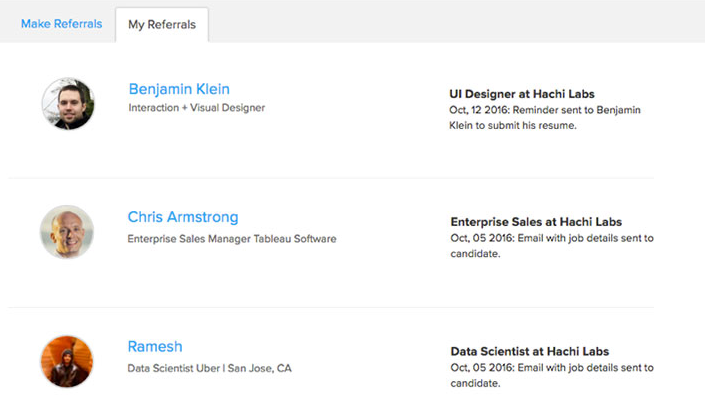 Make Referrals
My Referrals
Benjamin Klein
Interaction + Visual Designer
UI Designer at Hachi Labs
Oct, 12 2016: Reminder sent to Benjamin
Klein to submit his resume.
Chris Armstrong
Enterprise Sales Manager Tableau Software
Enterprise Sales at Hachi Labs
Oct, 05 2016: Email with job details sent to
candidate.
Ramesh
Data Scientist Uber | San Jose, CA
Data Scientist at Hachi Labs
Oct, 05 2016: Email with job details sent to
candidate.